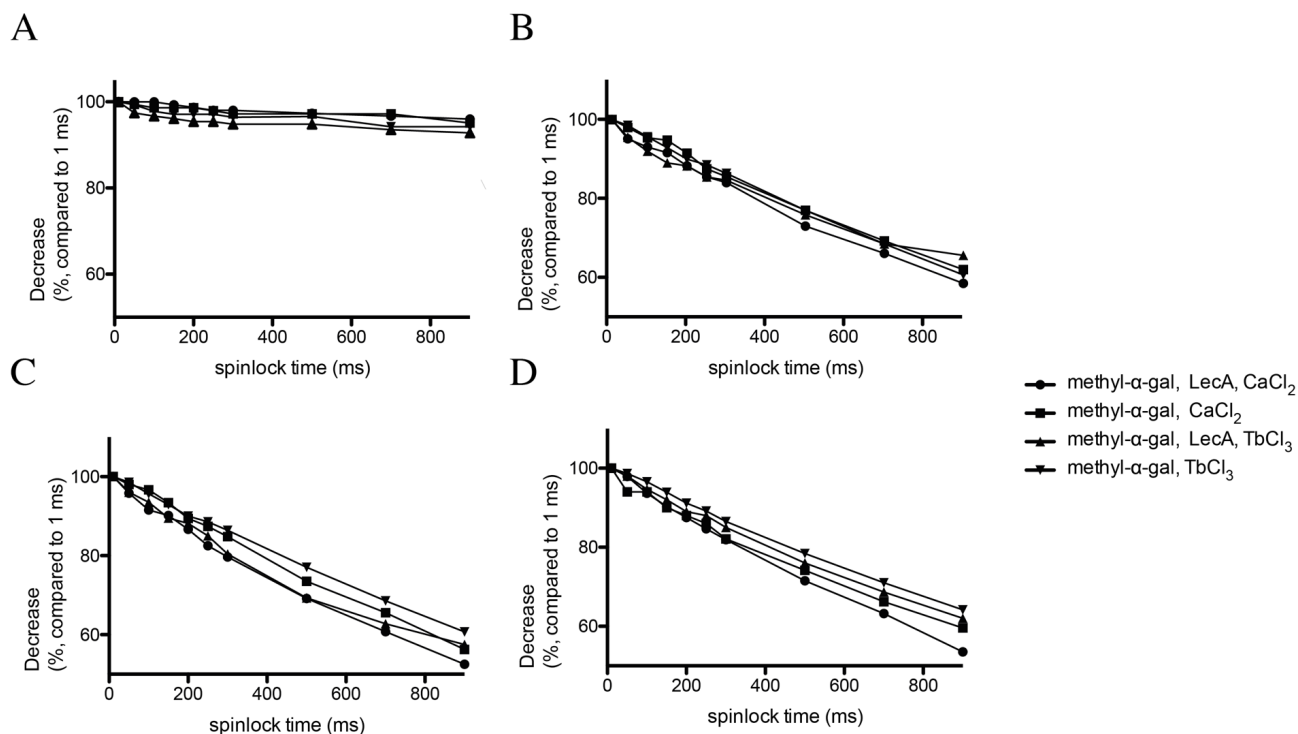 A
Decrease
(%, compared to 1 ms)
100
80
60
0 200 400 600 800
spinlock time (ms)
B
Decrease
(%, compared to 1 ms)
100
80
60
0 200 400 600 800
spinlock time (ms)
C
Decrease
(%, compared to 1 ms)
100
80
60
0 200 400 600 800
spinlock time (ms)
D
Decrease
(%, compared to 1 ms)
100
80
60
0 200 400 600 800
spinlock time (ms)
methyl-α-gal, LecA, CaCl₂
methyl-α-gal, CaCl₂
methyl-α-gal, LecA, TbCl₃
methyl-α-gal, TbCl₃